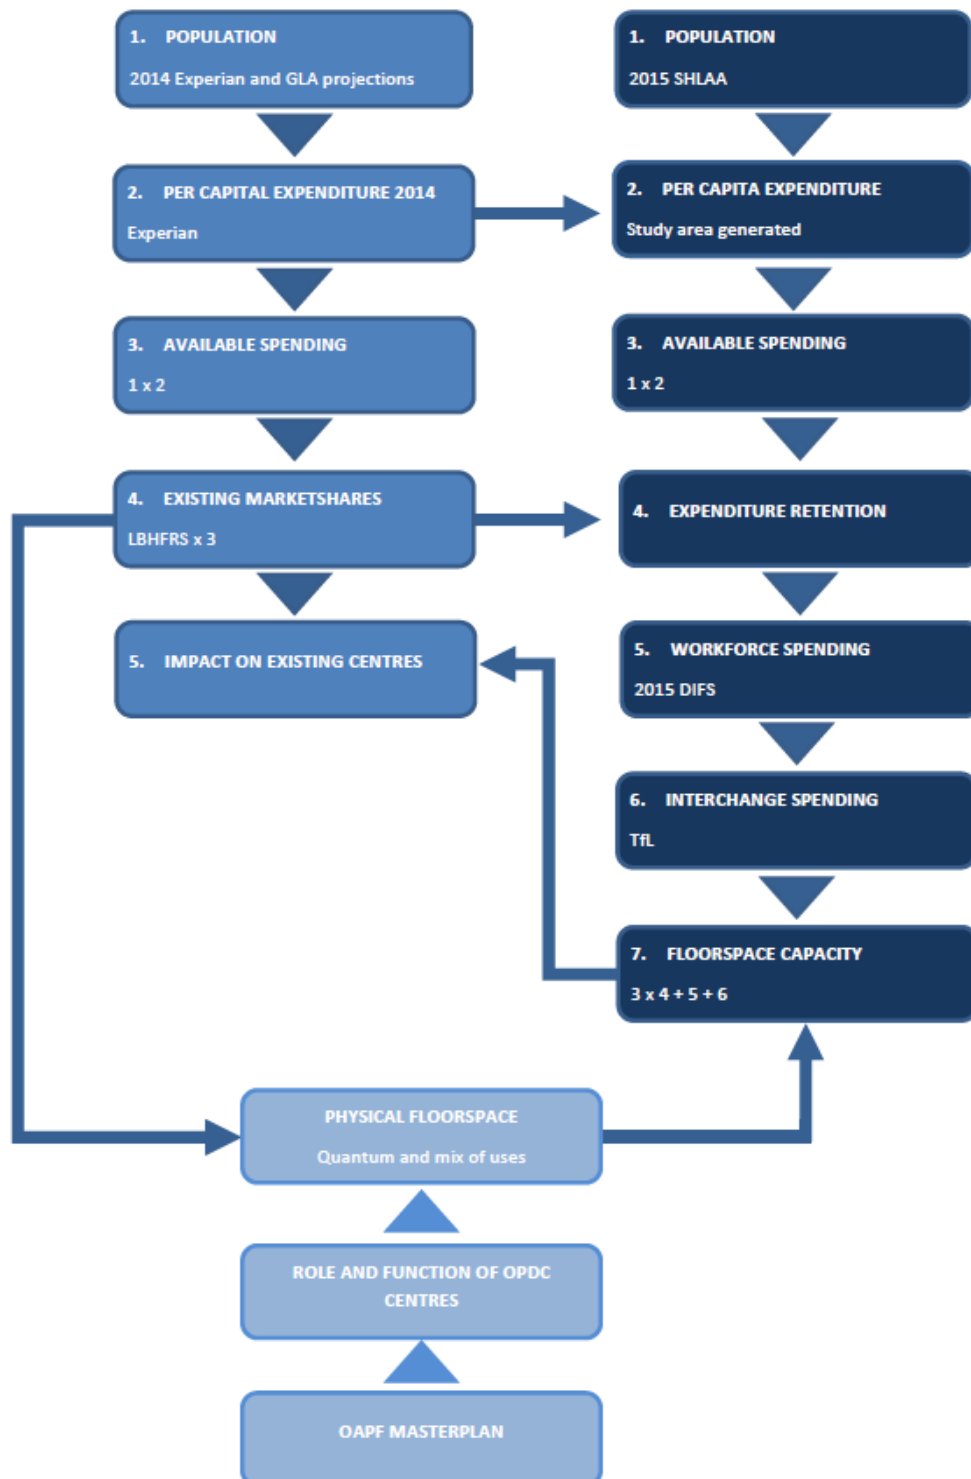 1. POPULATION
2014 Experian and GLA projections
2. PER CAPITAL EXPENDITURE 2014
Experian
3. AVAILABLE SPENDING
1 x 2
4. EXISTING MARKETSHARES
LBHFRS x 3
5. IMPACT ON EXISTING CENTRES
1. POPULATION
2015 SHLAA
2. PER CAPITA EXPENDITURE
Study area generated
3. AVAILABLE SPENDING
1 x 2
4. EXPENDITURE RETENTION
5. WORKFORCE SPENDING
2015 DIFS
6. INTERCHANGE SPENDING
TfL
7. FLOORSPACE CAPACITY
3 x 4 + 5 + 6
PHYSICAL FLOORSPACE
Quantum and mix of uses
ROLE AND FUNCTION OF OPDC
CENTRES
OAPF MASTERPLAN